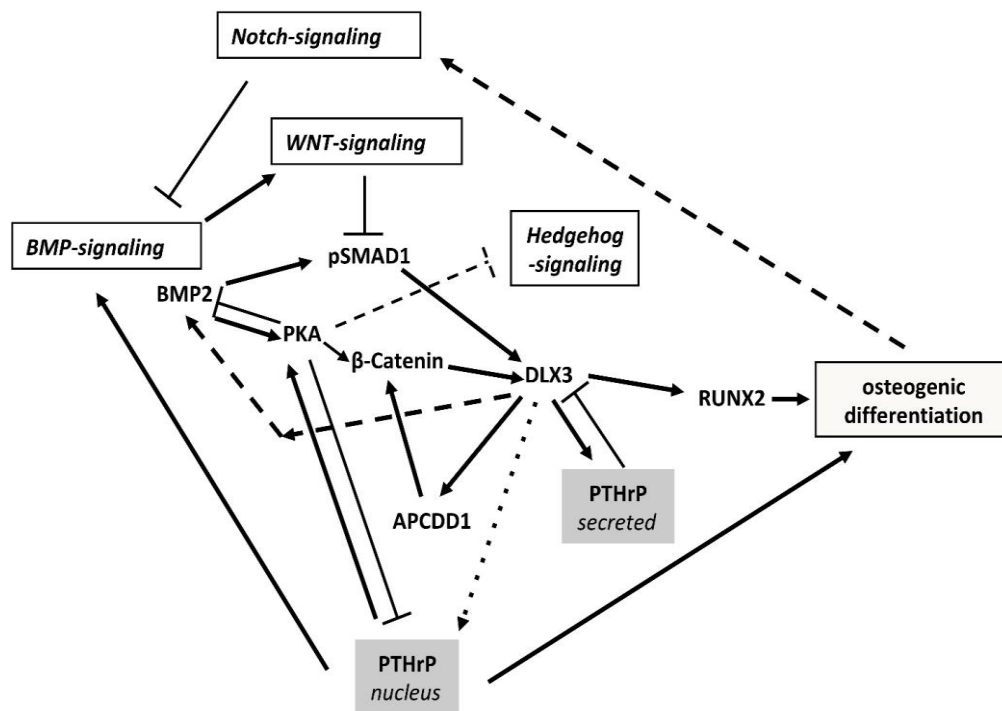 Notch-signaling
WNT-signaling
BMP-signaling
Hedgehog
-signaling
pSMAD1
BMP2
PKA
β-Catenin
DLX3
RUNX2
osteogenic
differentiation
PTHrP
secreted
APCDD1
PTHrP
nucleus